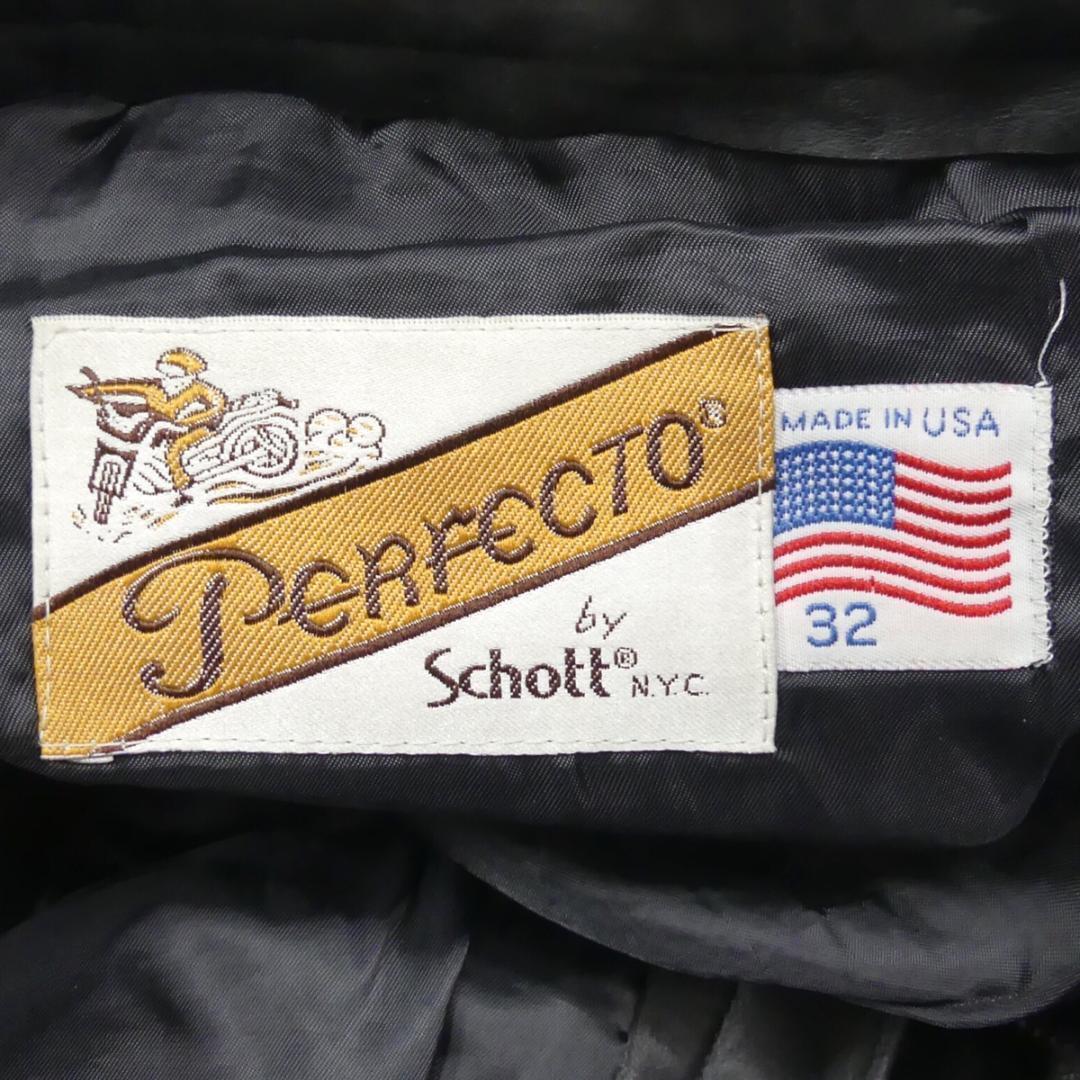 PERFECTO®
by
Schott® N.Y.C.
MADE IN USA
32